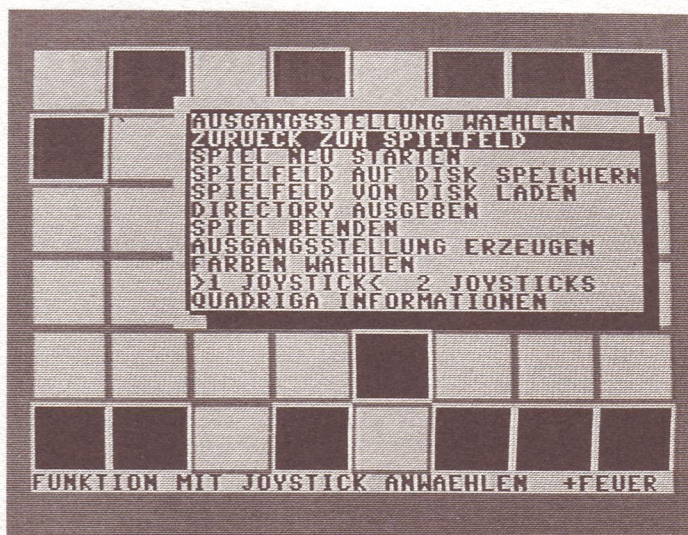 AUSGANGSSTELLUNG WAEHLEN
ZURUECK ZUM SPIELFELD
SPIEL NEU STARTEN
SPIELFELD AUF DISK SPEICHERN
SPIELFELD VON DISK LADEN
DIRECTORY AUSGEBEN
SPIEL BEENDEN
AUSGANGSSTELLUNG ERZEUGEN
FARBEN WAEHLEN
>1 JOYSTICK< 2 JOYSTICKS
QUADRIGA INFORMATIONEN
FUNKTION MIT JOYSTICK ANWAEHLEN +FEUER